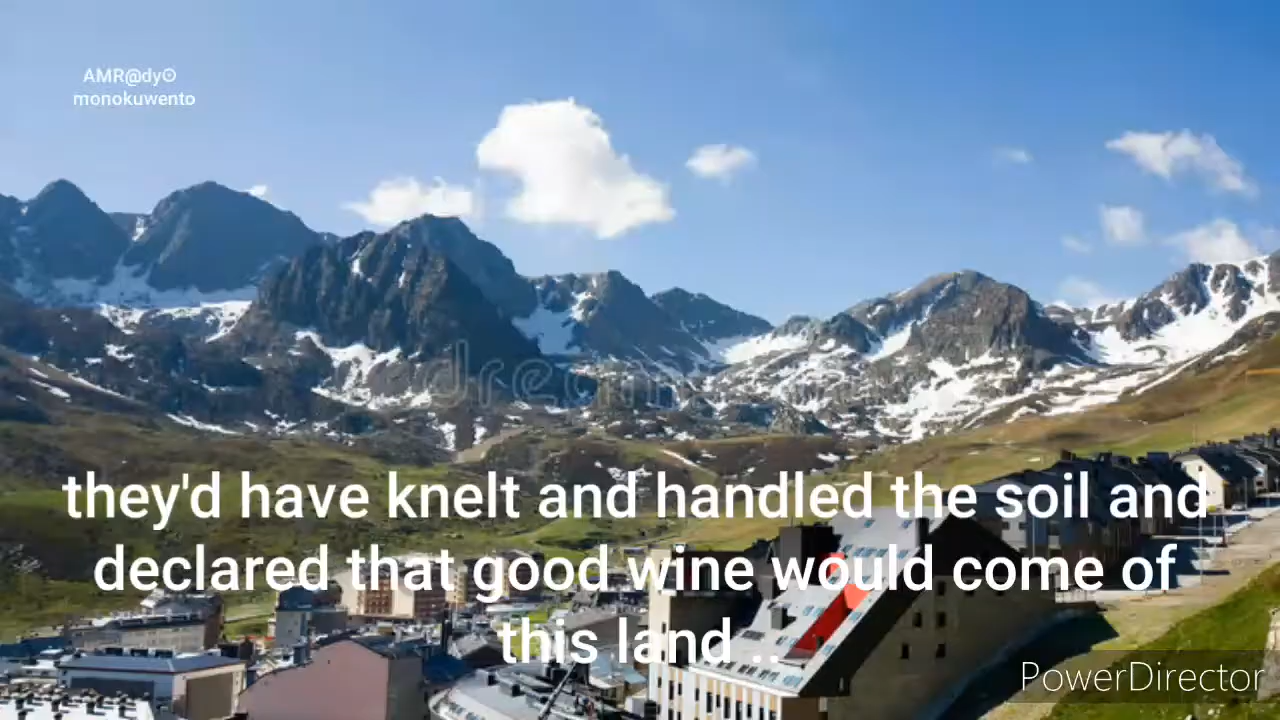 AMR@dy⊙
monokuwento
they'd have knelt and handled the soil and
declared that good wine would come of
this land ..
PowerDirector